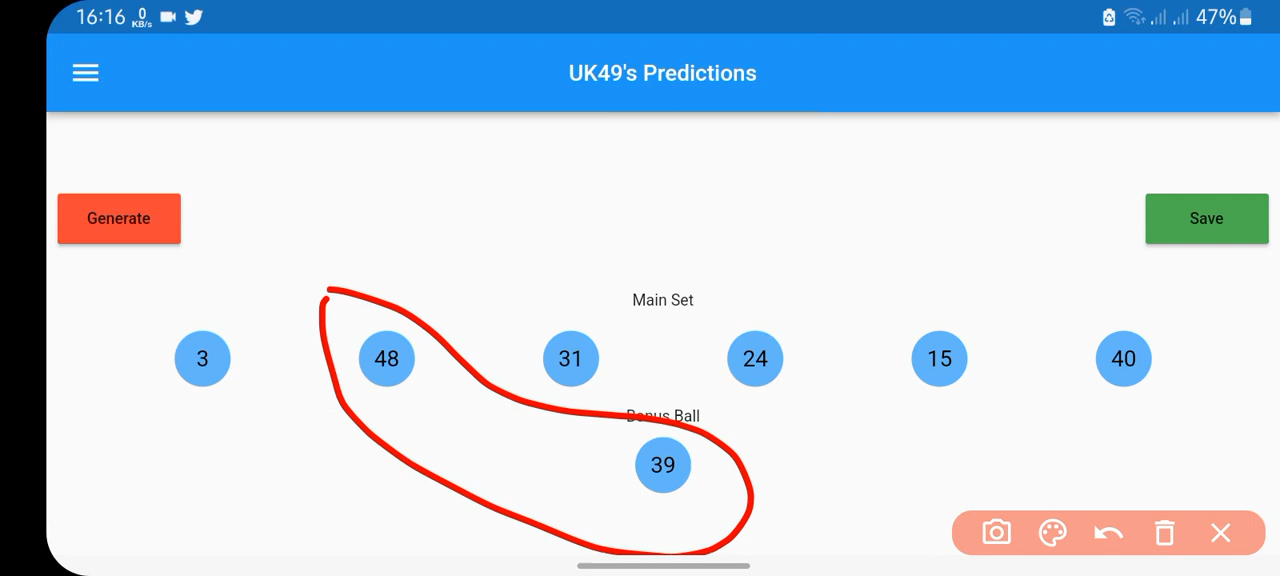 16:16 0 KB/s 47%
UK49's Predictions
Generate Save
Main Set
3 48 31 24 15 40
Bonus Ball
39